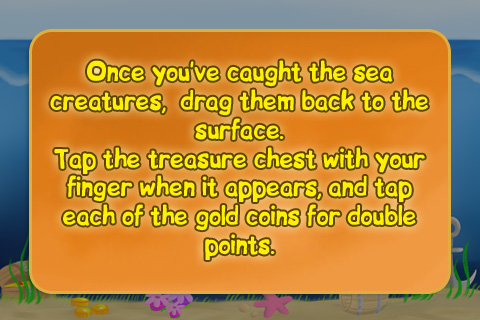 Once you've caught the sea
creatures,  drag them back to the
surface.
Tap the treasure chest with your
finger when it appears, and tap
each of the gold coins for double
points.